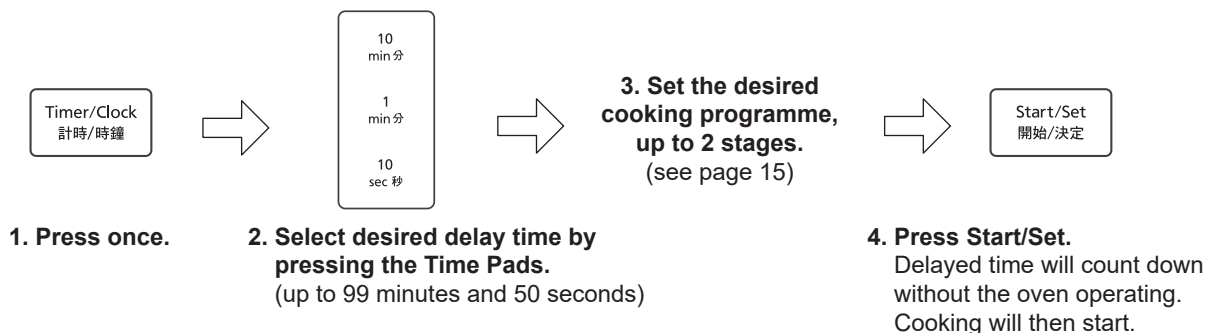 Timer/Clock
計時/時鐘
10
min 分
1
min 分
10
sec 秒
3. Set the desired
cooking programme,
up to 2 stages.
(see page 15)
Start/Set
開始/決定
1. Press once.
2. Select desired delay time by
pressing the Time Pads.
(up to 99 minutes and 50 seconds)
4. Press Start/Set.
Delayed time will count down
without the oven operating.
Cooking will then start.